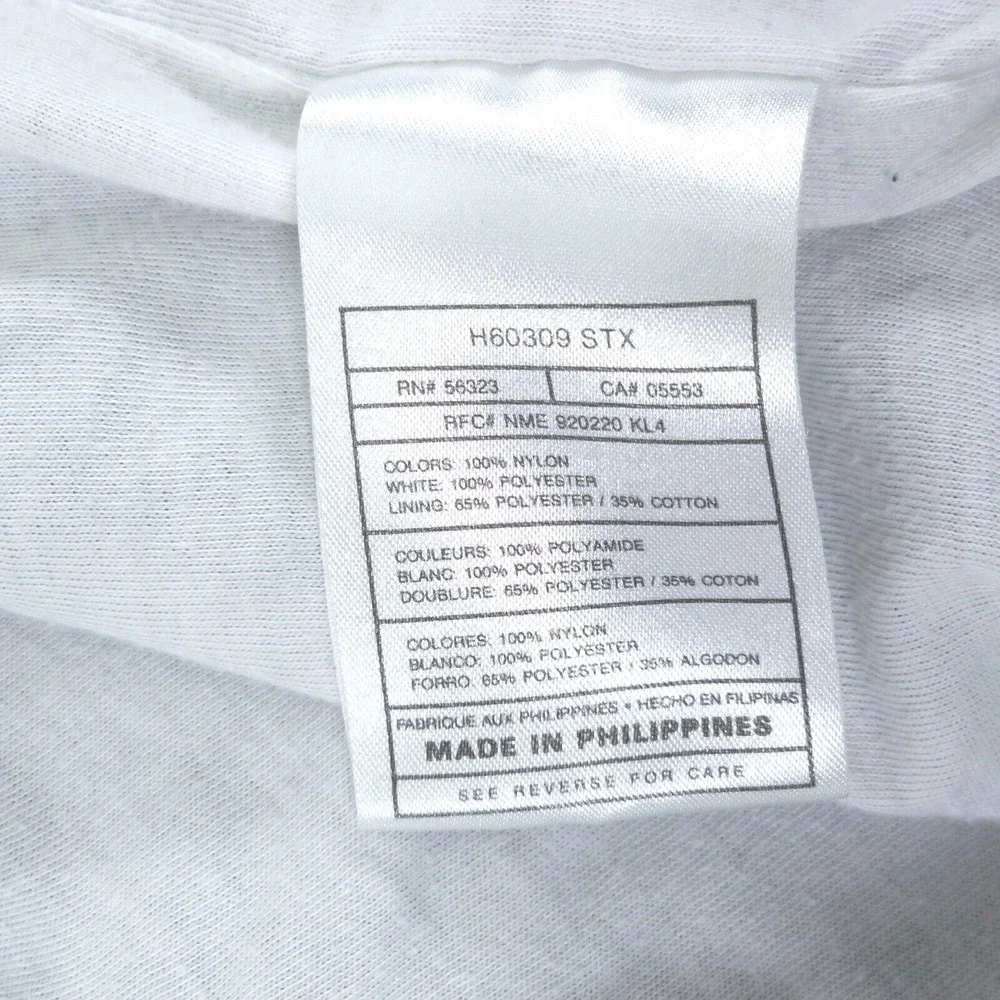 H60309 STX
RN# 56323 CA# 05553
RFC# NME 920220 KL4
COLORS: 100% NYLON
WHITE: 100% POLYESTER
LINING: 65% POLYESTER / 35% COTTON
COULEURS: 100% POLYAMIDE
BLANC: 100% POLYESTER
DOUBLURE: 65% POLYESTER / 35% COTON
COLORES: 100% NYLON
BLANCO: 100% POLYESTER
FORRO: 65% POLYESTER / 35% ALGODON
FABRIQUE AUX PHILIPPINES • HECHO EN FILIPINAS
MADE IN PHILIPPINES
SEE REVERSE FOR CARE